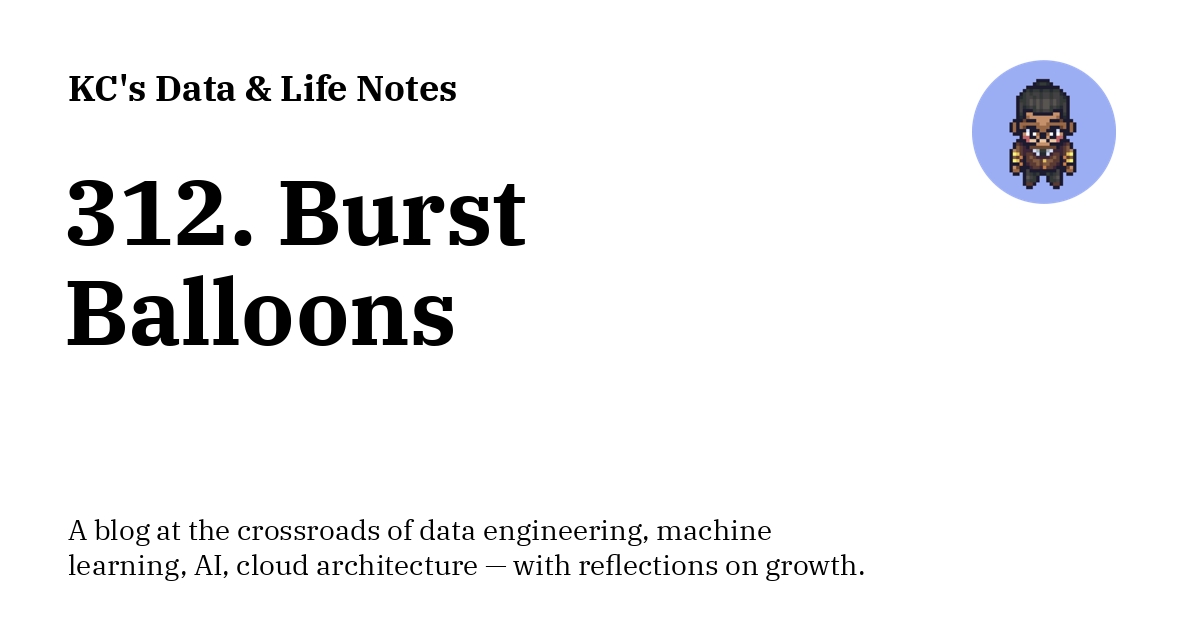 KC's Data & Life Notes
312. Burst
Balloons
A blog at the crossroads of data engineering, machine
learning, AI, cloud architecture — with reflections on growth.